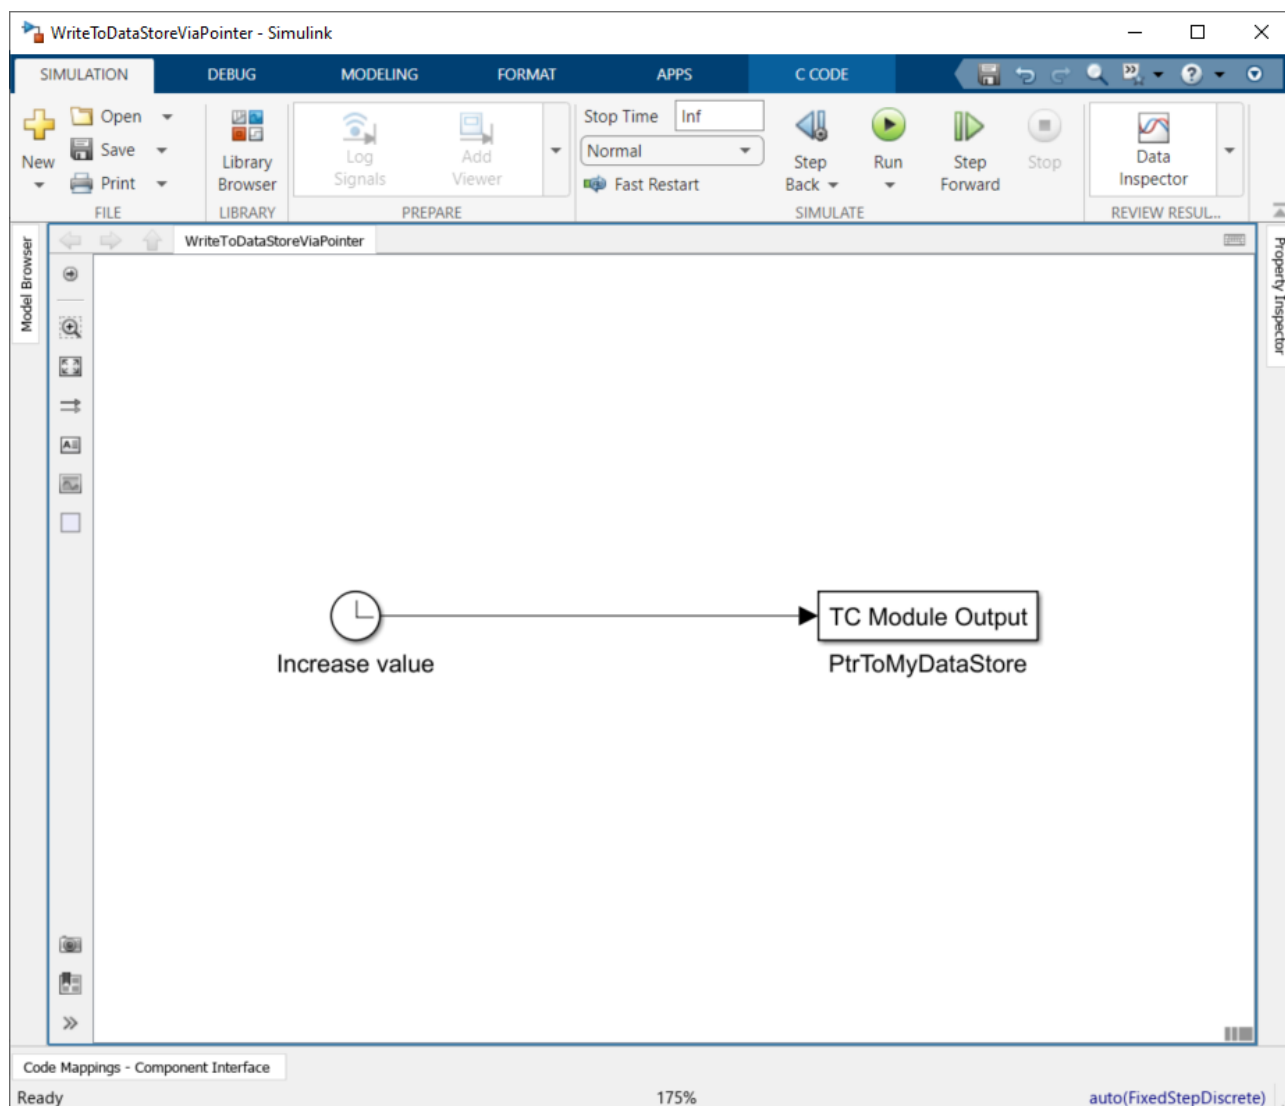 WriteToDataStoreViaPointer - Simulink
SIMULATION DEBUG MODELING FORMAT APPS C CODE
New
Open
Save
Print
FILE
Library
Browser
LIBRARY
Log
Signals
Add
Viewer
PREPARE
Stop Time Inf
Normal
Fast Restart
Step
Back
Run
Step
Forward
Stop
SIMULATE
Data
Inspector
REVIEW RESUL...
Model Browser
WriteToDataStoreViaPointer
Property Inspector
Increase value
TC Module Output
PtrToMyDataStore
Code Mappings - Component Interface
Ready 175% auto(FixedStepDiscrete)